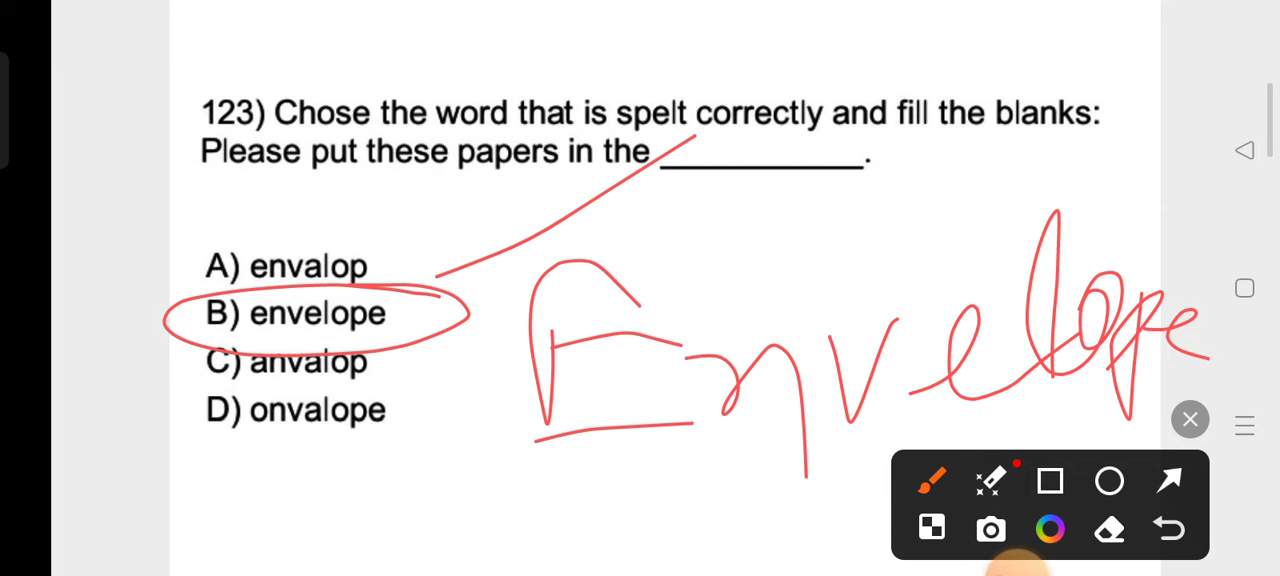 123) Chose the word that is spelt correctly and fill the blanks:
Please put these papers in the ____________.
A) envalop
B) envelope
C) anvalop
D) onvalope
Envelope